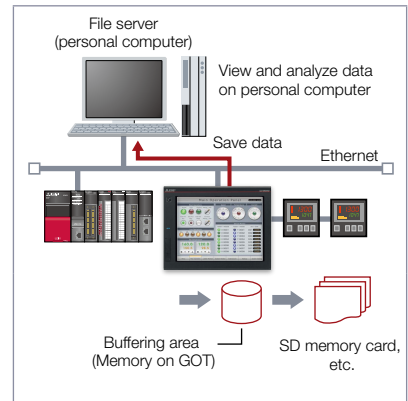 File server
(personal computer)
View and analyze data
on personal computer
Save data
Ethernet
Buffering area
(Memory on GOT)
SD memory card,
etc.